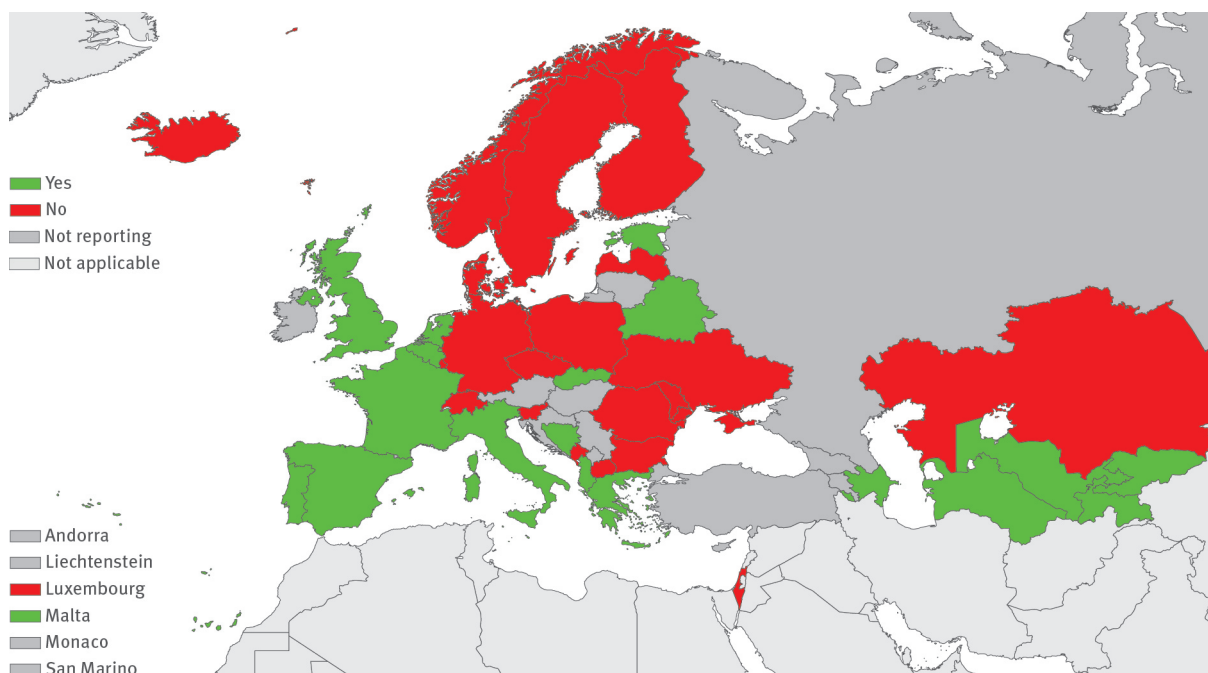 Yes
No
Not reporting
Not applicable
Andorra
Liechtenstein
Luxembourg
Malta
Monaco
San Marino